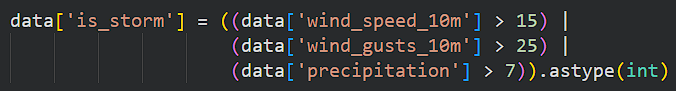 data['is_storm'] = ((data['wind_speed_10m'] > 15) |
(data['wind_gusts_10m'] > 25) |
(data['precipitation'] > 7)).astype(int)